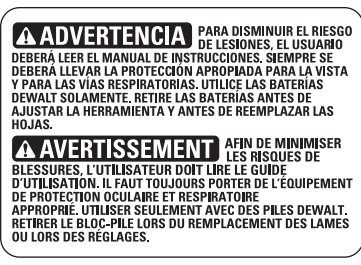 ⚠ ADVERTENCIA PARA DISMINUIR EL RIESGO
DE LESIONES, EL USUARIO
DEBERÁ LEER EL MANUAL DE INSTRUCCIONES. SIEMPRE SE
DEBERÁ LLEVAR LA PROTECCIÓN APROPIADA PARA LA VISTA
Y PARA LAS VÍAS RESPIRATORIAS. UTILICE LAS BATERÍAS
DEWALT SOLAMENTE. RETIRE LAS BATERÍAS ANTES DE
AJUSTAR LA HERRAMIENTA Y ANTES DE REEMPLAZAR LAS
HOJAS.
⚠ AVERTISSEMENT AFIN DE MINIMISER
LES RISQUES DE
BLESSURES, L'UTILISATEUR DOIT LIRE LE GUIDE
D'UTILISATION. IL FAUT TOUJOURS PORTER DE L'ÉQUIPEMENT
DE PROTECTION OCULAIRE ET RESPIRATOIRE
APPROPRIÉ. UTILISER SEULEMENT AVEC DES PILES DEWALT.
RETIRER LE BLOC-PILE LORS DU REMPLACEMENT DES LAMES
OU LORS DES RÉGLAGES.